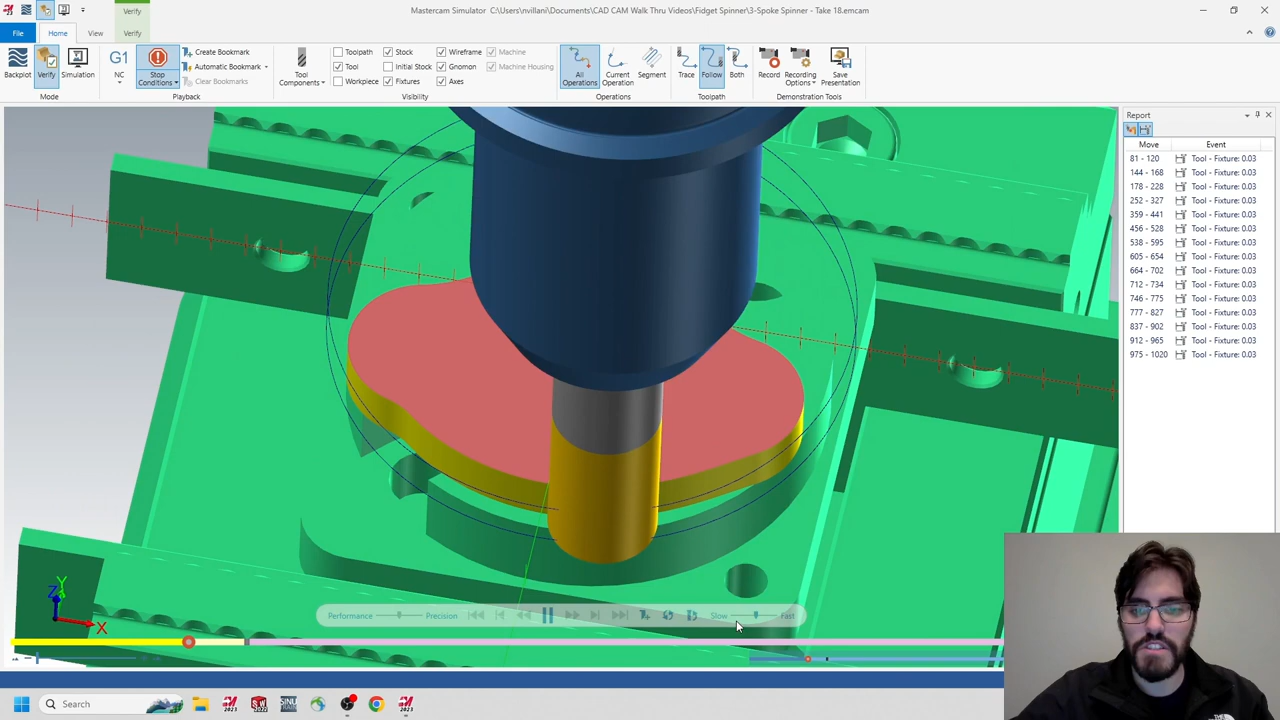 Mastercam Simulator C:\Users\nvillani\Documents\CAD CAM Walk Thru Videos\Fidget Spinner\3-Spoke Spinner - Take 18.emcam
Verify
File Home View Verify
Backplot Verify Simulation
Mode
G1
NC
Stop Conditions
Create Bookmark
Automatic Bookmark
Clear Bookmarks
Playback
Tool Components
Toolpath Stock Wireframe Machine
Tool Initial Stock Gnomon Machine Housing
Workpiece Fixtures Axes
Visibility
All Operations
Current Operation
Segment
Operations
Trace Follow Both
Toolpath
Record
Recording Options
Save Presentation
Demonstration Tools
Report
Move Event
81 - 120 Tool - Fixture: 0.03
144 - 168 Tool - Fixture: 0.03
178 - 228 Tool - Fixture: 0.03
252 - 327 Tool - Fixture: 0.03
359 - 441 Tool - Fixture: 0.03
456 - 528 Tool - Fixture: 0.03
538 - 595 Tool - Fixture: 0.03
605 - 654 Tool - Fixture: 0.03
664 - 702 Tool - Fixture: 0.03
712 - 734 Tool - Fixture: 0.03
746 - 775 Tool - Fixture: 0.03
777 - 827 Tool - Fixture: 0.03
837 - 902 Tool - Fixture: 0.03
912 - 965 Tool - Fixture: 0.03
975 - 1020 Tool - Fixture: 0.03
Y
Z
X
Performance Precision Slow Fast
Search
2023
2023
THE